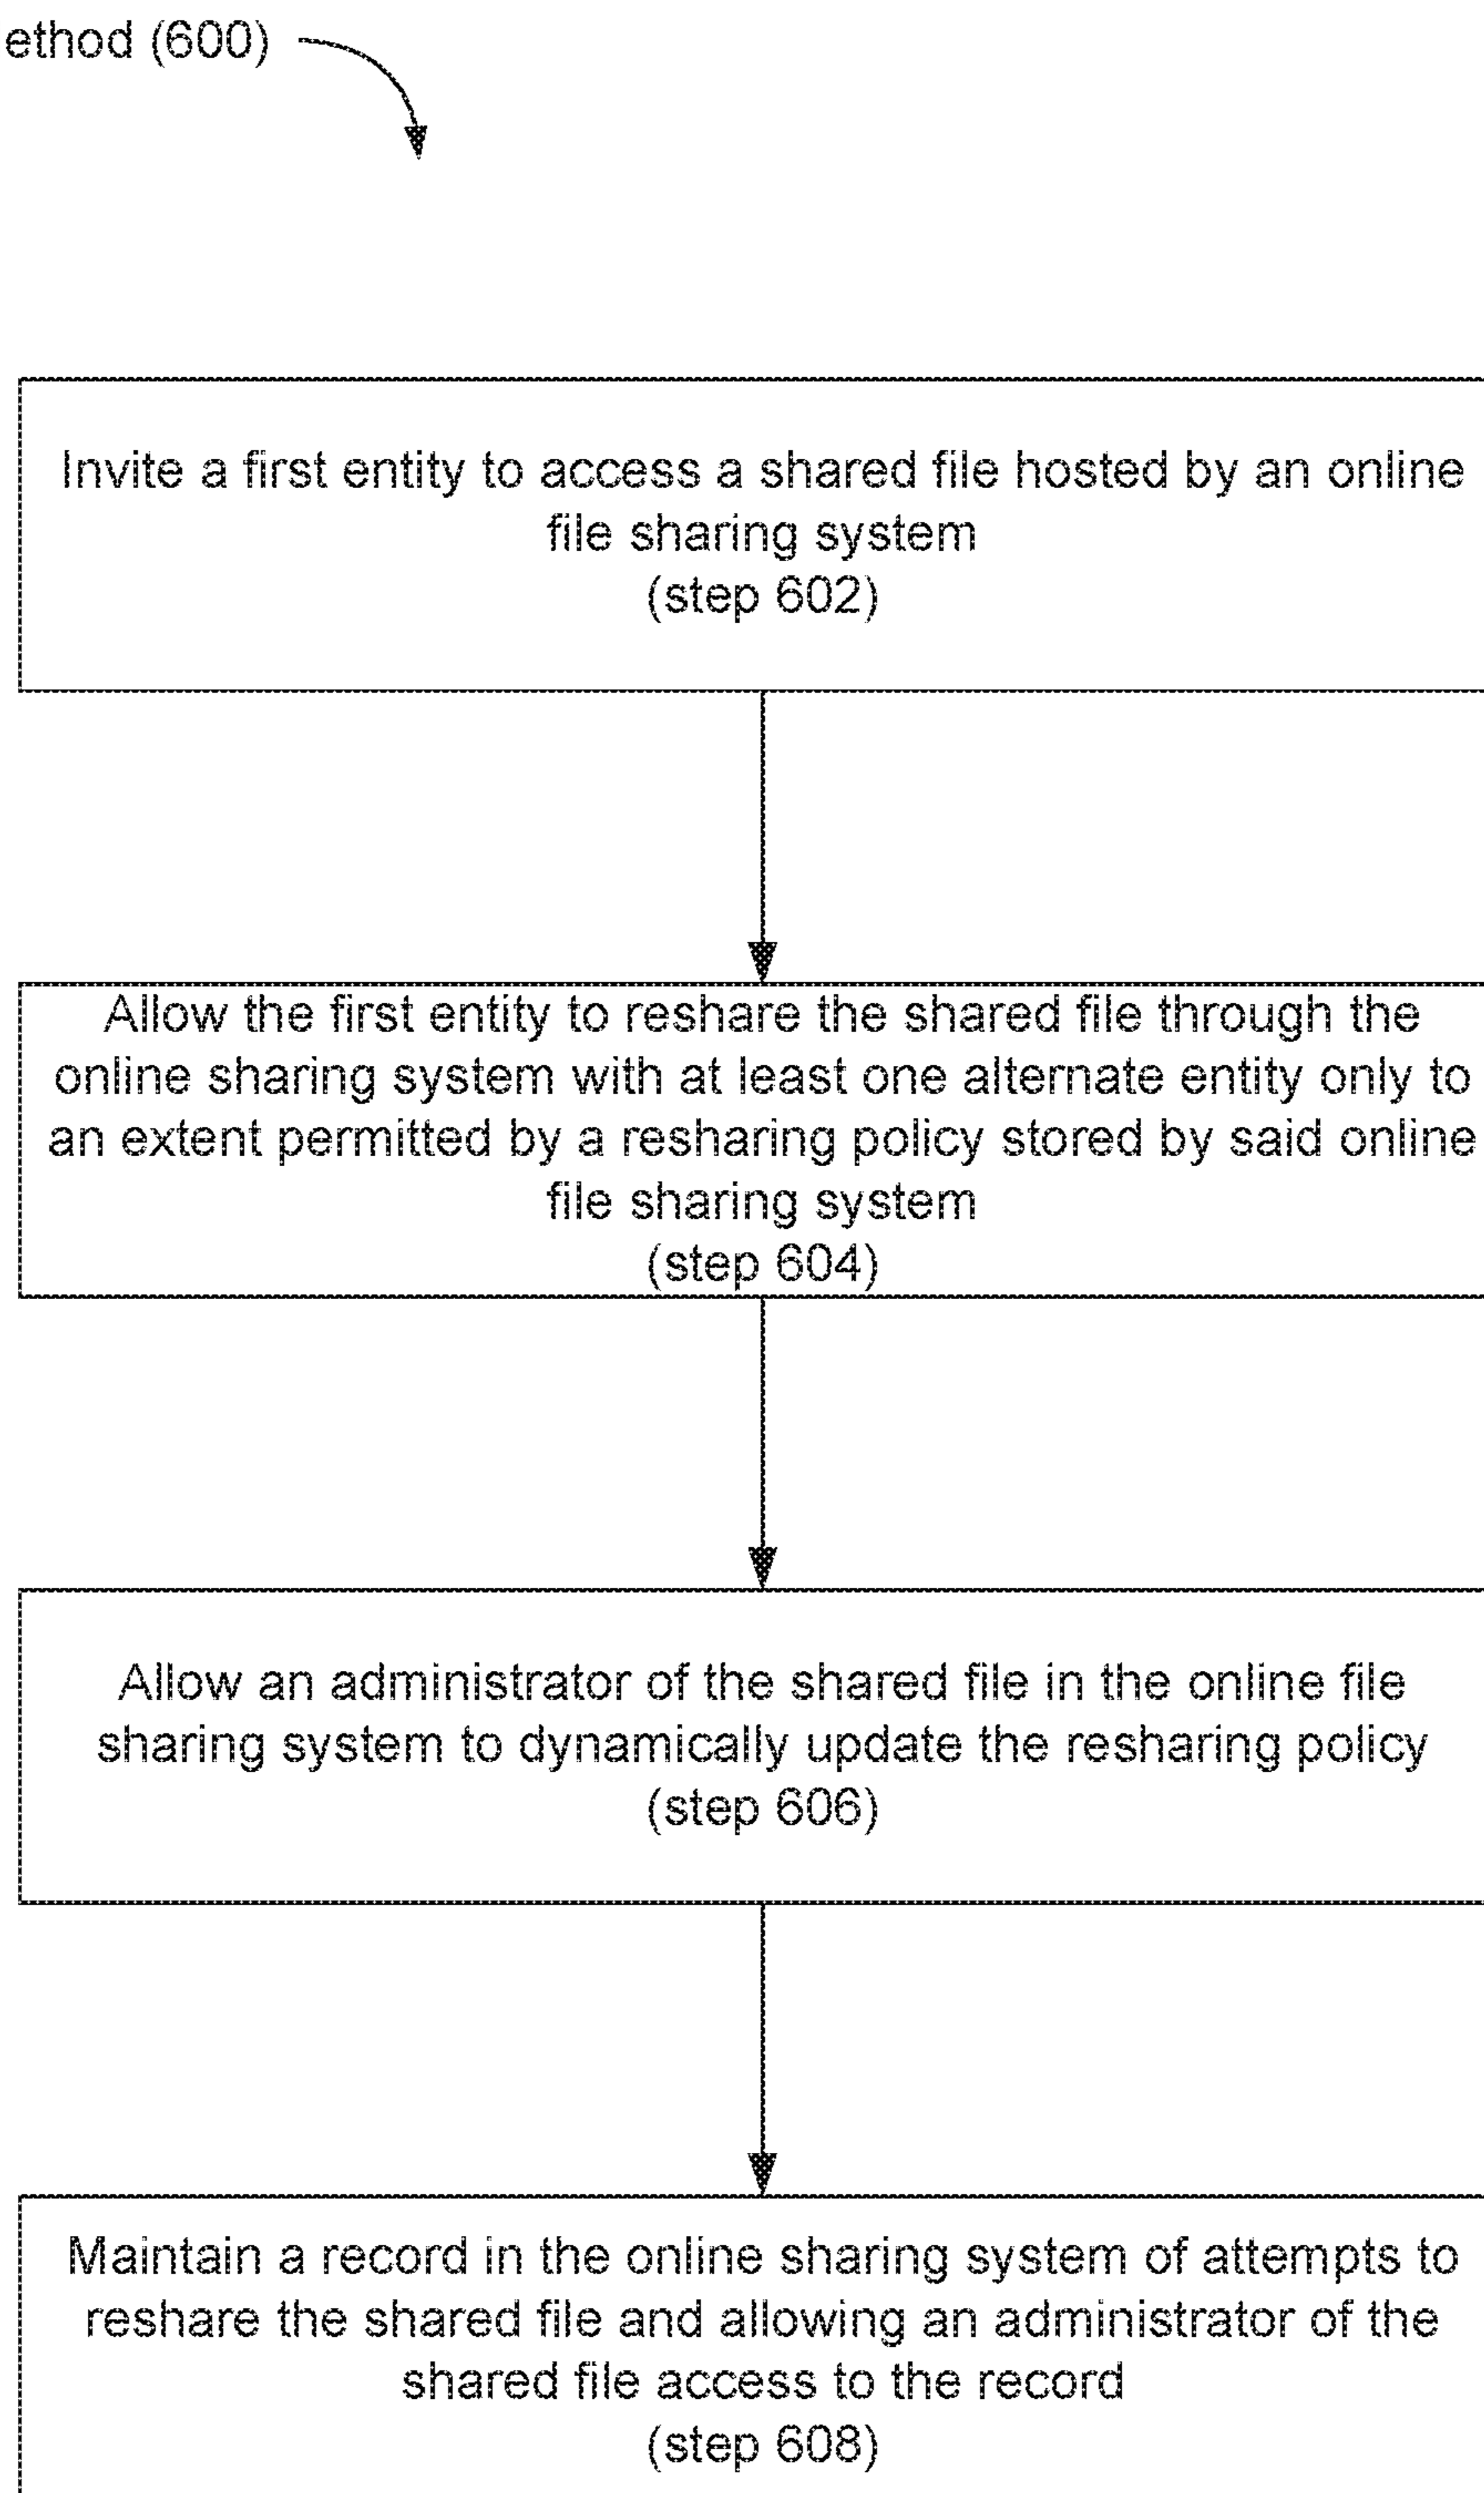 ethod (600)
Invite a first entity to access a shared file hosted by an online
file sharing system
(step 602)
Allow the first entity to reshare the shared file through the
online sharing system with at least one alternate entity only to
an extent permitted by a resharing policy stored by said online
file sharing system
(step 604)
Allow an administrator of the shared file in the online file
sharing system to dynamically update the resharing policy
(step 606)
Maintain a record in the online sharing system of attempts to
reshare the shared file and allowing an administrator of the
shared file access to the record
(step 608)